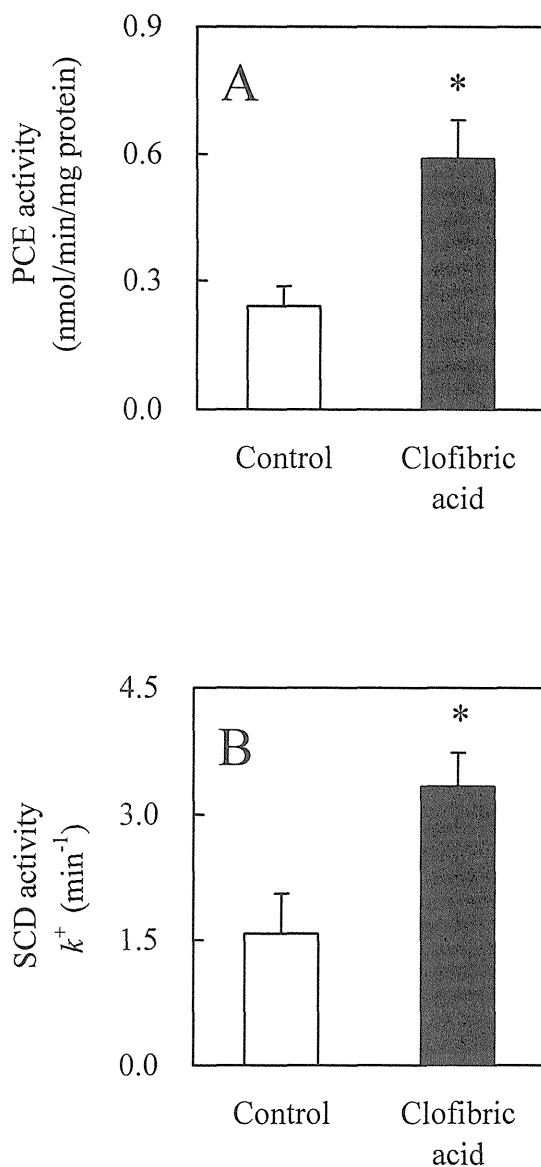 0.9
A
*
0.6
0.3
0.0
PCE activity
(nmol/min/mg protein)
Control
Clofibric
acid
4.5
B
*
3.0
1.5
0.0
SCD activity
k⁺ (min⁻¹)
Control
Clofibric
acid